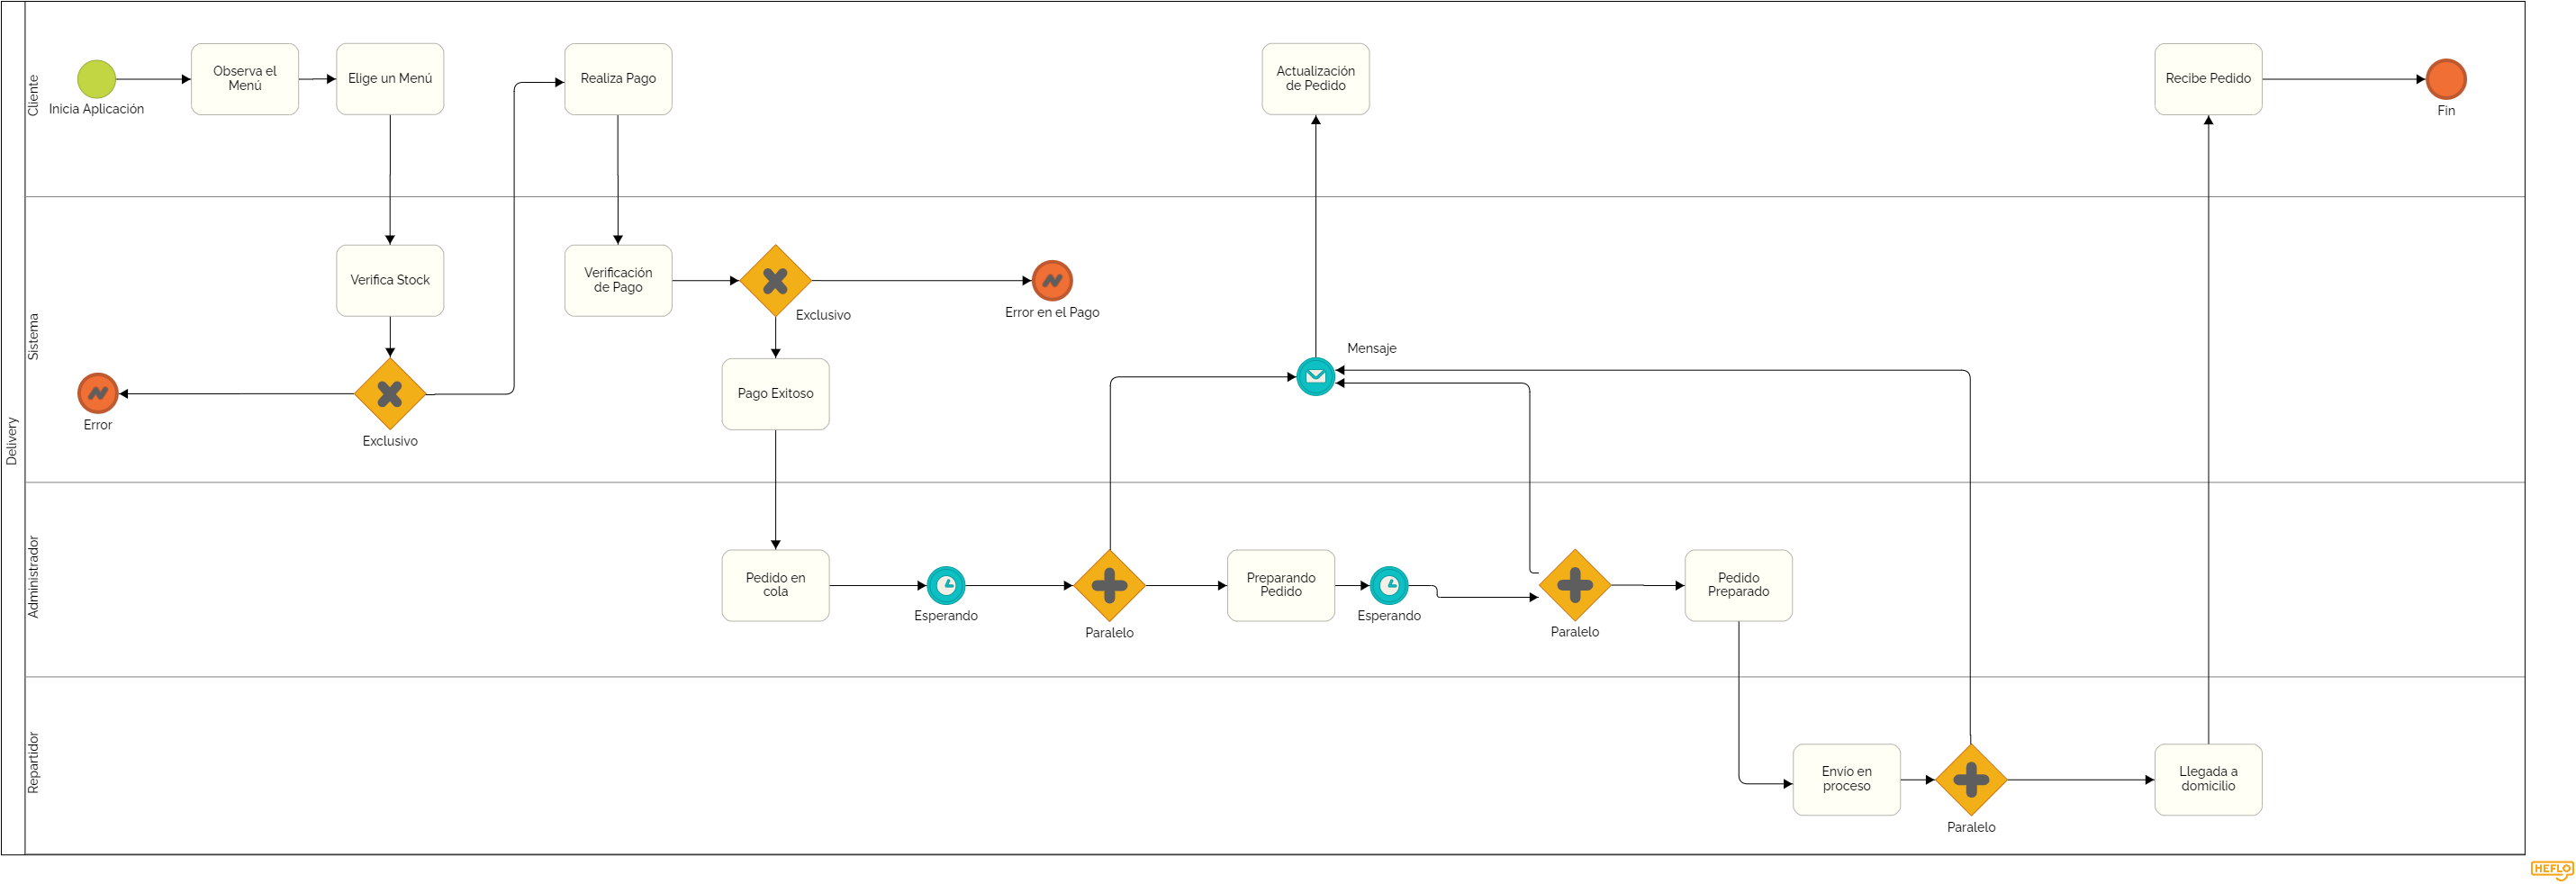 Delivery
Cliente
Inicia Aplicación
Observa el
Menú
Elige un Menú
Realiza Pago
Actualización
de Pedido
Recibe Pedido
Fin
Sistema
Verifica Stock
Exclusivo
Error
Verificación
de Pago
Exclusivo
Error en el Pago
Pago Exitoso
Mensaje
Administrador
Pedido en
cola
Esperando
Paralelo
Preparando
Pedido
Esperando
Paralelo
Pedido
Preparado
Repartidor
Envío en
proceso
Paralelo
Llegada a
domicilio
HEFLO